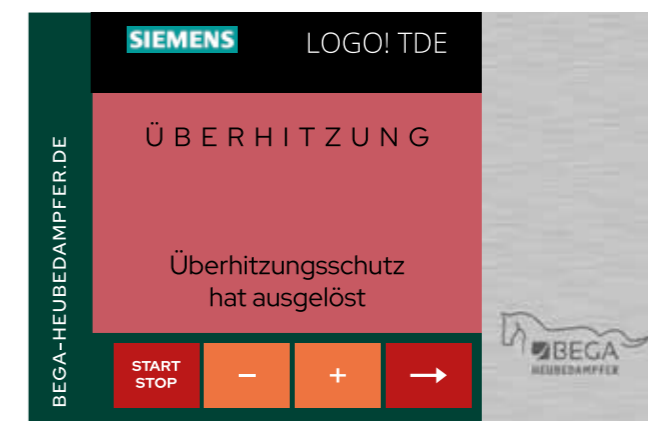 SIEMENS LOGO! TDE
BEGA-HEUBEDAMPFER.DE
ÜBERHITZUNG
Überhitzungsschutz
hat ausgelöst
START
STOP
–
+
→
BEGA
HEUBEDAMPFER